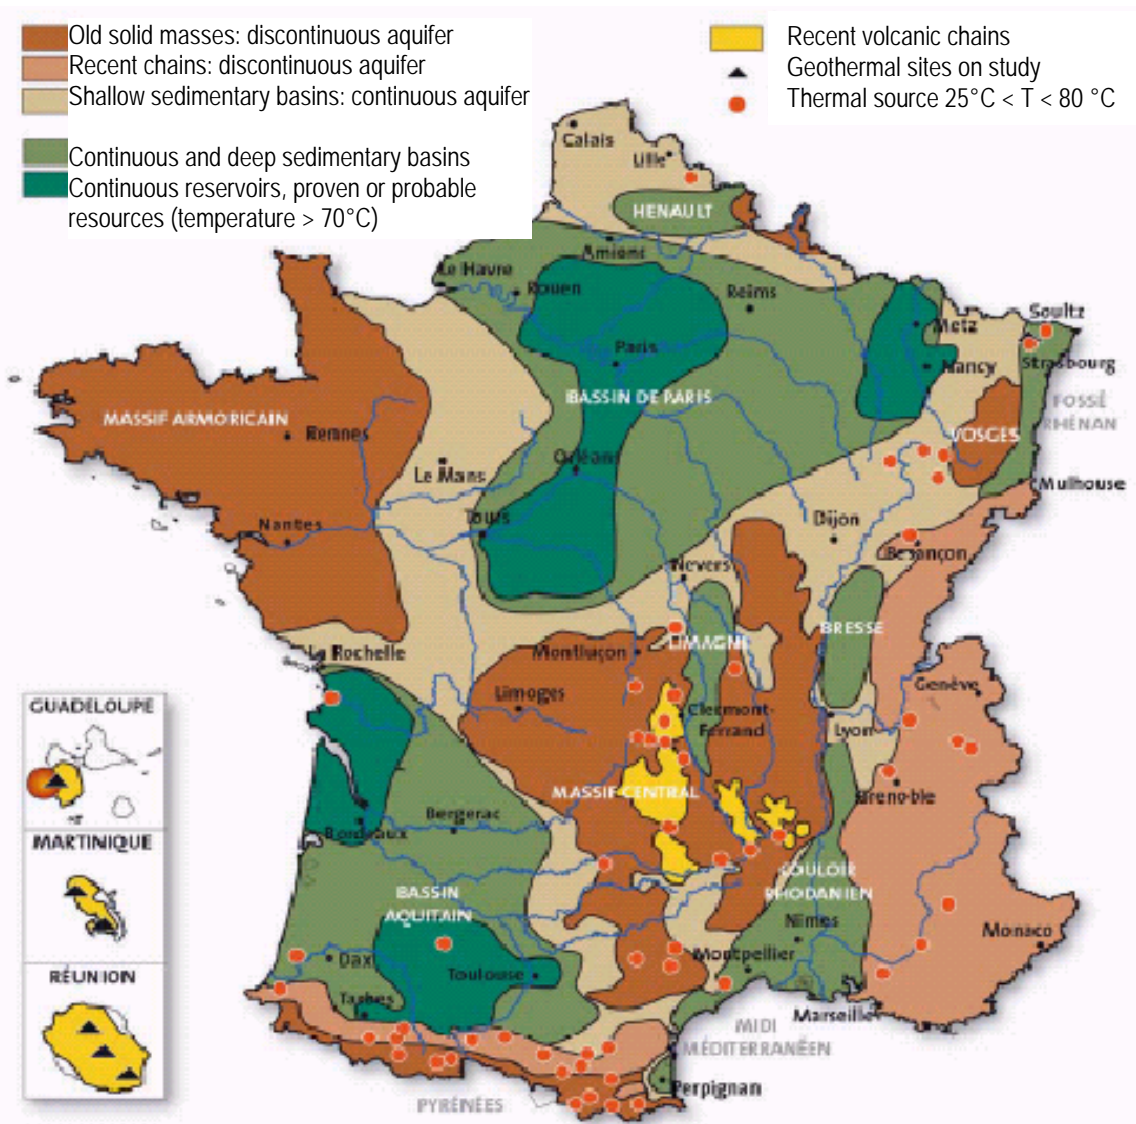 Old solid masses: discontinuous aquifer
Recent chains: discontinuous aquifer
Shallow sedimentary basins: continuous aquifer
Continuous and deep sedimentary basins
Continuous reservoirs, proven or probable
resources (temperature > 70°C)
Recent volcanic chains
Geothermal sites on study
Thermal source 25°C < T < 80 °C
Calais
Lille
HENAULT
Amiens
Le Havre
Rouen
Reims
Metz
Soultz
Paris
Nancy
Strasbourg
BASSIN DE PARIS
FOSSÉ
RHÉNAN
MASSIF ARMORICAIN
Rennes
VOSGES
Orléans
Le Mans
Mulhouse
Tours
Dijon
Nantes
Besançon
Nevers
BRESSE
LIMAGNE
La Rochelle
Montluçon
Genève
Limoges
Clermont-
Ferrand
Lyon
GUADELOUPE
MASSIF CENTRAL
Grenoble
Bergerac
Bordeaux
MARTINIQUE
COULOIR
RHODANIEN
BASSIN
AQUITAIN
Nîmes
Monaco
Dax
Montpellier
RÉUNION
Toulouse
Tarbes
Marseille
MIDI
MÉDITERRANÉEN
Perpignan
PYRÉNÉES